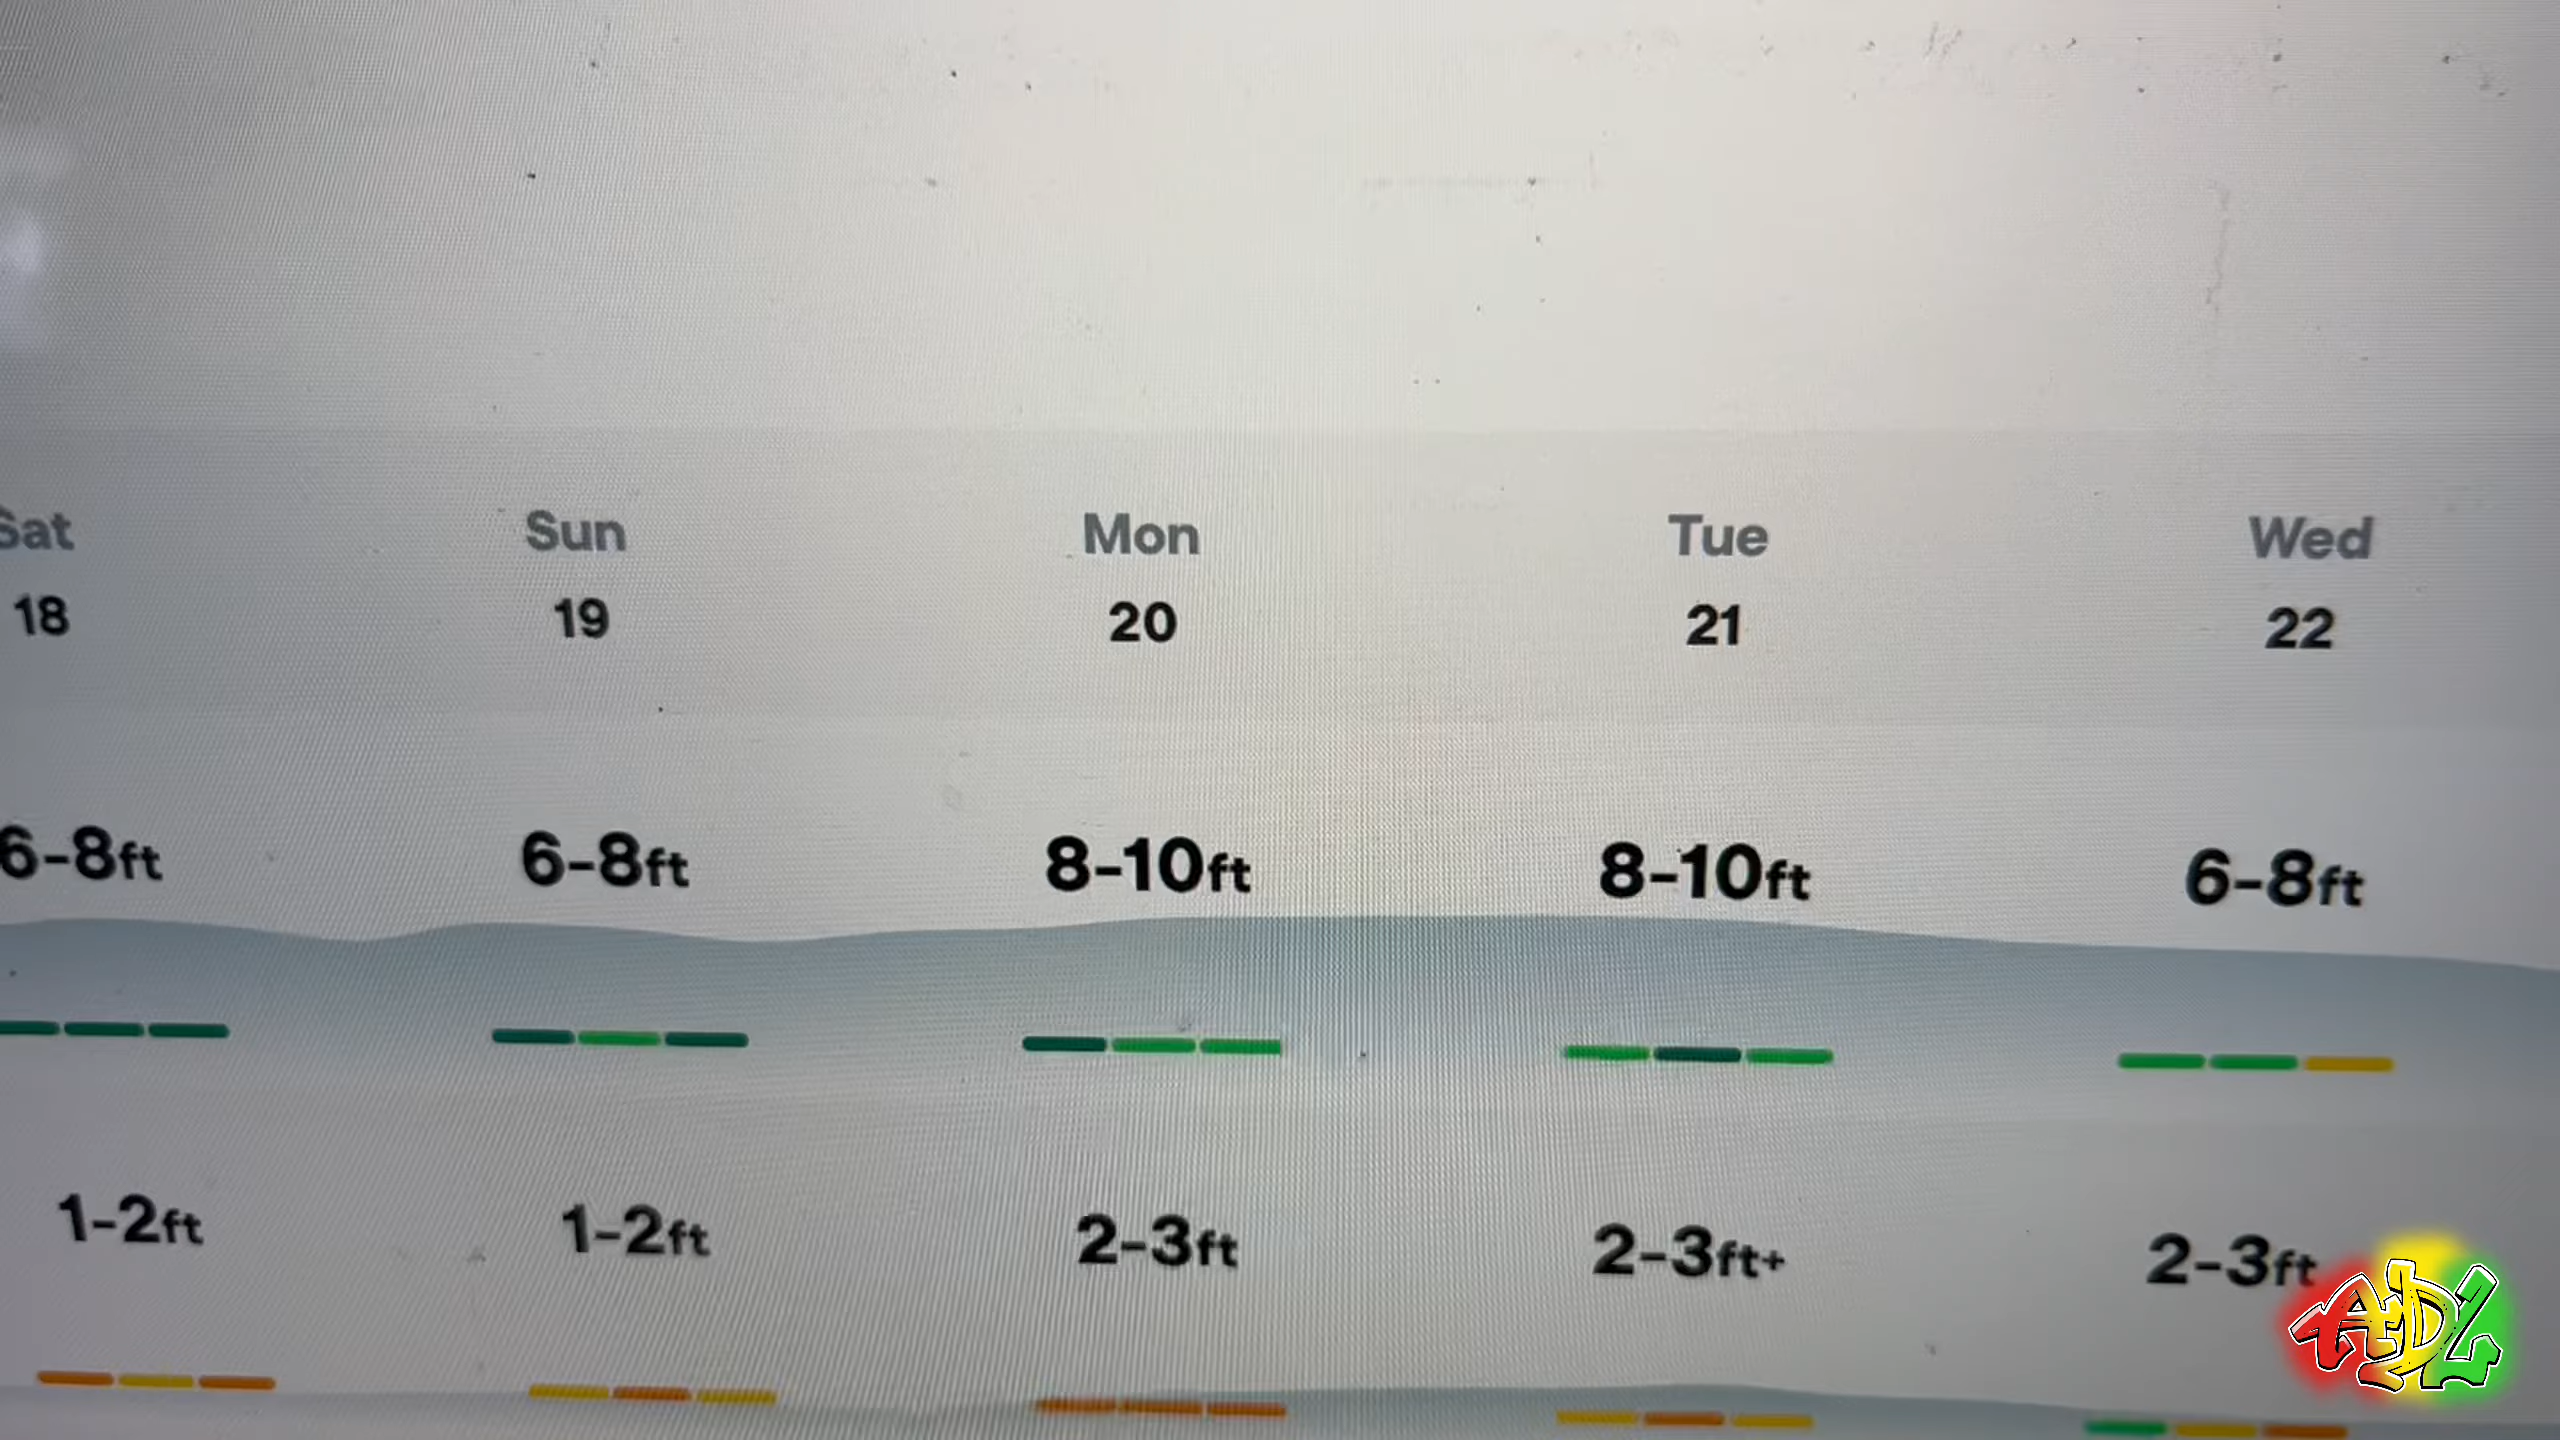 Sat Sun Mon Tue Wed
18 19 20 21 22
6-8ft 6-8ft 8-10ft 8-10ft 6-8ft
1-2ft 1-2ft 2-3ft 2-3ft+ 2-3ft
ADL